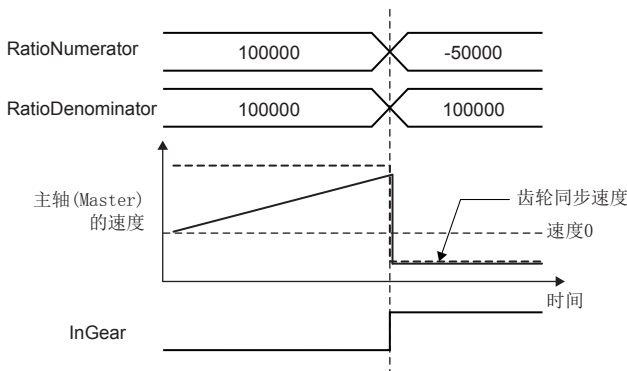 RatioNumerator
100000
-50000
RatioDenominator
100000
100000
主轴(Master)
的速度
齿轮同步速度
速度0
时间
InGear